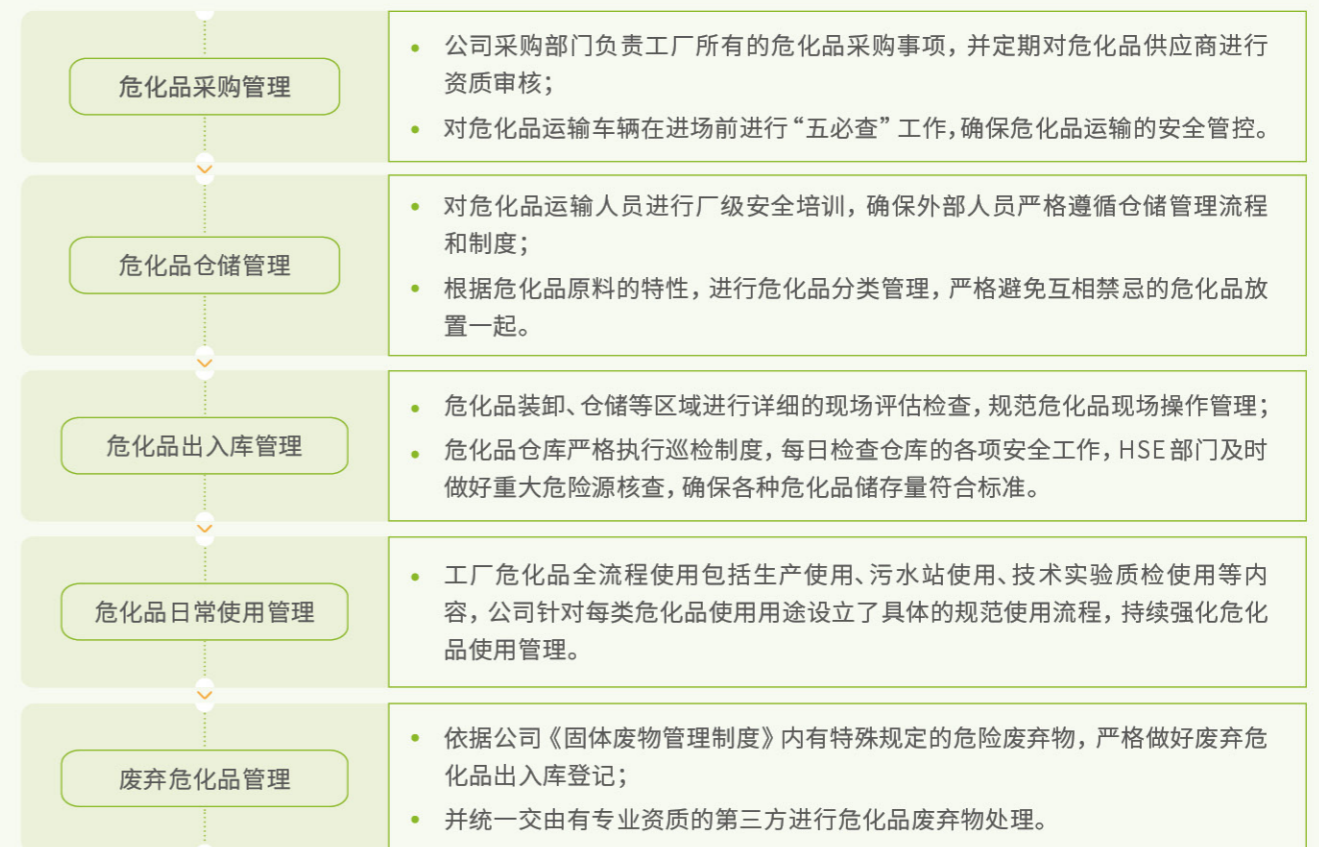 危化品采购管理
• 公司采购部门负责工厂所有的危化品采购事项，并定期对危化品供应商进行
资质审核；
• 对危化品运输车辆在进场前进行“五必查”工作，确保危化品运输的安全管控。
危化品仓储管理
• 对危化品运输人员进行厂级安全培训，确保外部人员严格遵循仓储管理流程
和制度；
• 根据危化品原料的特性，进行危化品分类管理，严格避免互相禁忌的危化品放
置一起。
危化品出入库管理
• 危化品装卸、仓储等区域进行详细的现场评估检查，规范危化品现场操作管理；
• 危化品仓库严格执行巡检制度，每日检查仓库的各项安全工作，HSE部门及时
做好重大危险源核查，确保各种危化品储存量符合标准。
危化品日常使用管理
• 工厂危化品全流程使用包括生产使用、污水站使用、技术实验质检使用等内
容，公司针对每类危化品使用用途设立了具体的规范使用流程，持续强化危化
品使用管理。
废弃危化品管理
• 依据公司《固体废物管理制度》内有特殊规定的危险废弃物，严格做好废弃危
化品出入库登记；
• 并统一交由有专业资质的第三方进行危化品废弃物处理。